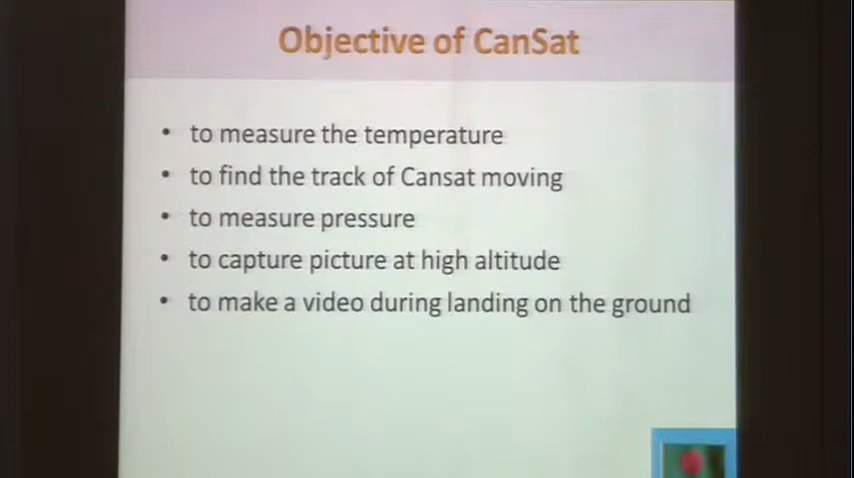 Objective of CanSat
• to measure the temperature
• to find the track of Cansat moving
• to measure pressure
• to capture picture at high altitude
• to make a video during landing on the ground